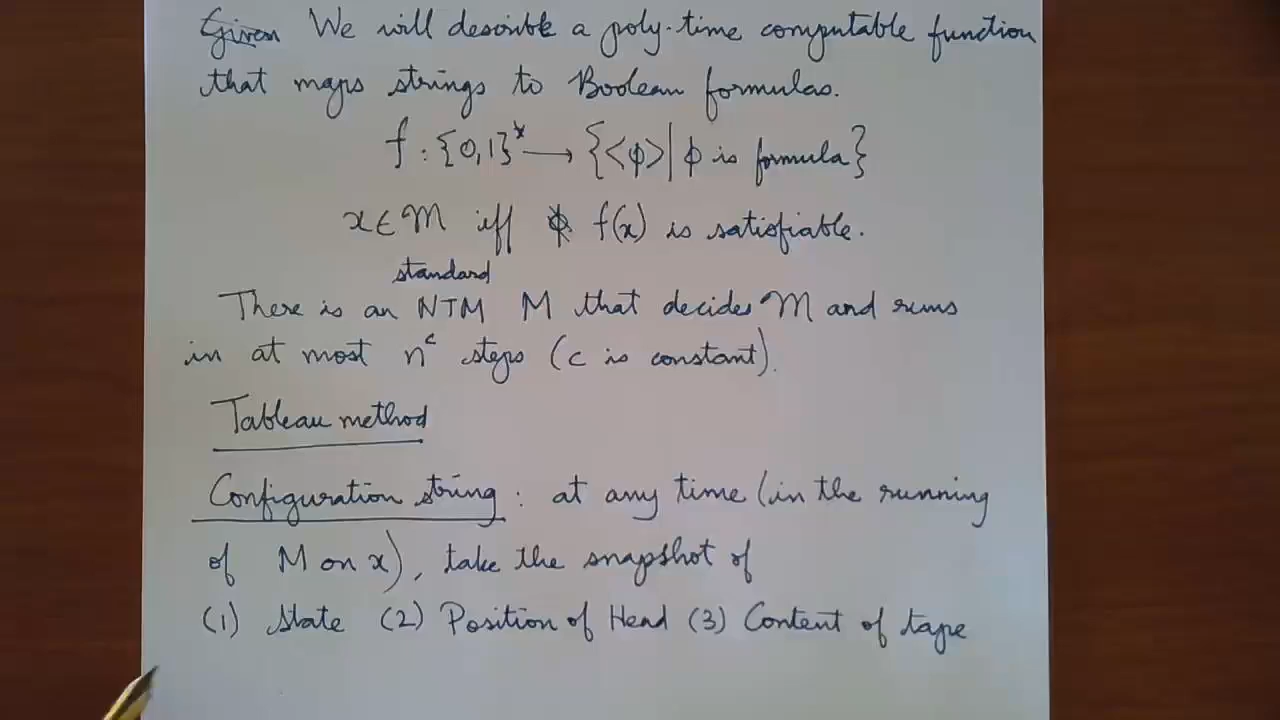 Given We will describe a poly-time computable function
that maps strings to Boolean formulas.
f : {0,1}* → {<ϕ> | ϕ is formula}
x ∈ M iff ϕ f(x) is satisfiable.
standard
There is an NTM M that decides M and runs
in at most n^c steps (c is constant).
Tableau method
Configuration string : at any time (in the running
of M on x), take the snapshot of
(1) State (2) Position of Head (3) Content of tape